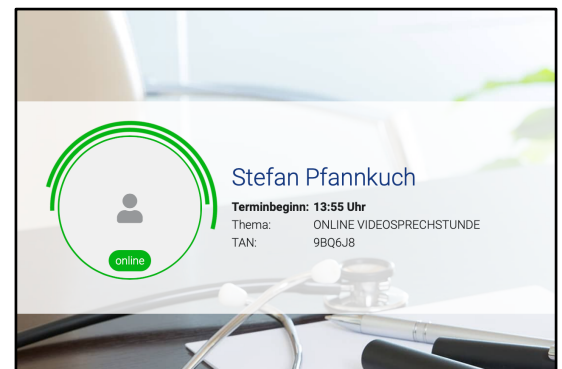 Stefan Pfannkuch
Terminbeginn: 13:55 Uhr
Thema: ONLINE VIDEOSPRECHSTUNDE
TAN: 9BQ6J8
online